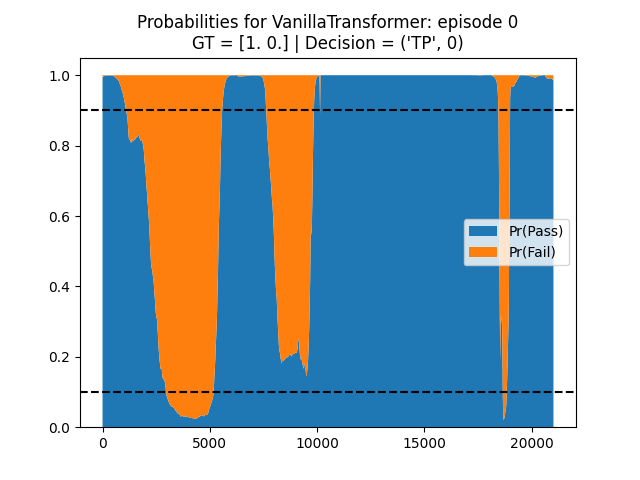 Probabilities for VanillaTransformer: episode 0
GT = [1. 0.] | Decision = ('TP', 0)
1.0
0.8
0.6
0.4
0.2
0.0
Pr(Pass)
Pr(Fail)
0 5000 10000 15000 20000